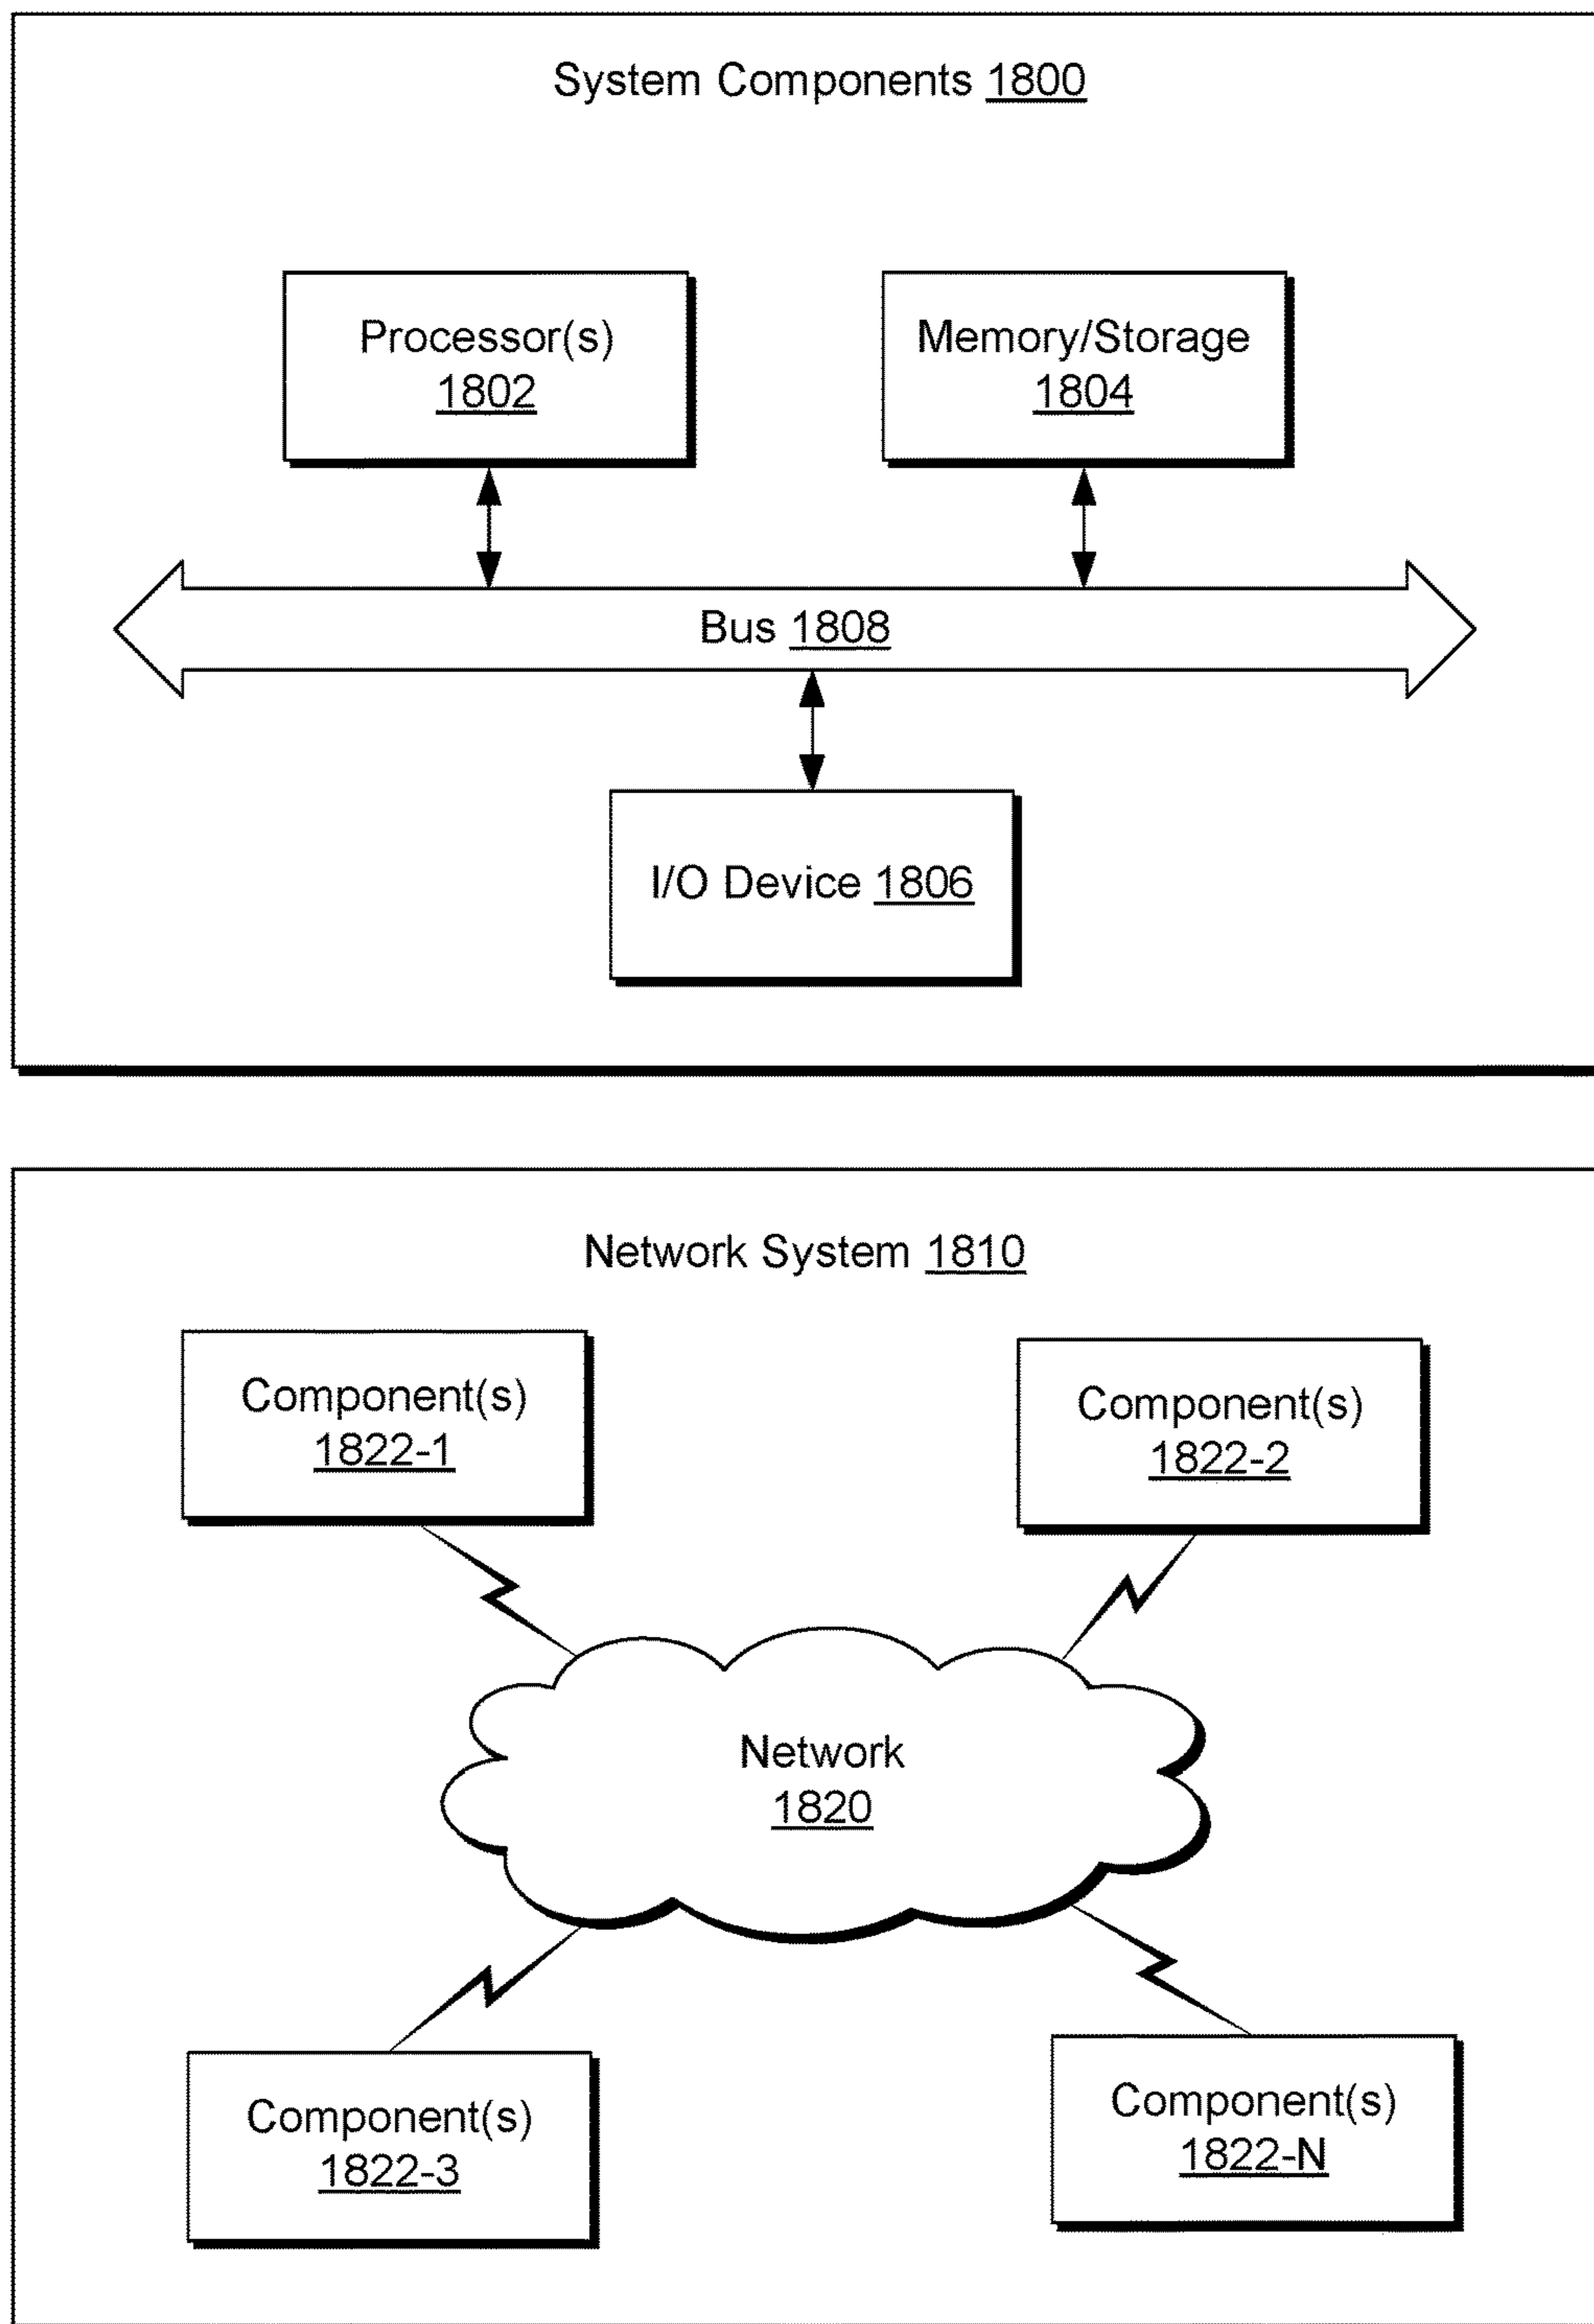 System Components 1800
Processor(s)
1802
Memory/Storage
1804
Bus 1808
I/O Device 1806
Network System 1810
Component(s)
1822-1
Component(s)
1822-2
Network
1820
Component(s)
1822-3
Component(s)
1822-N